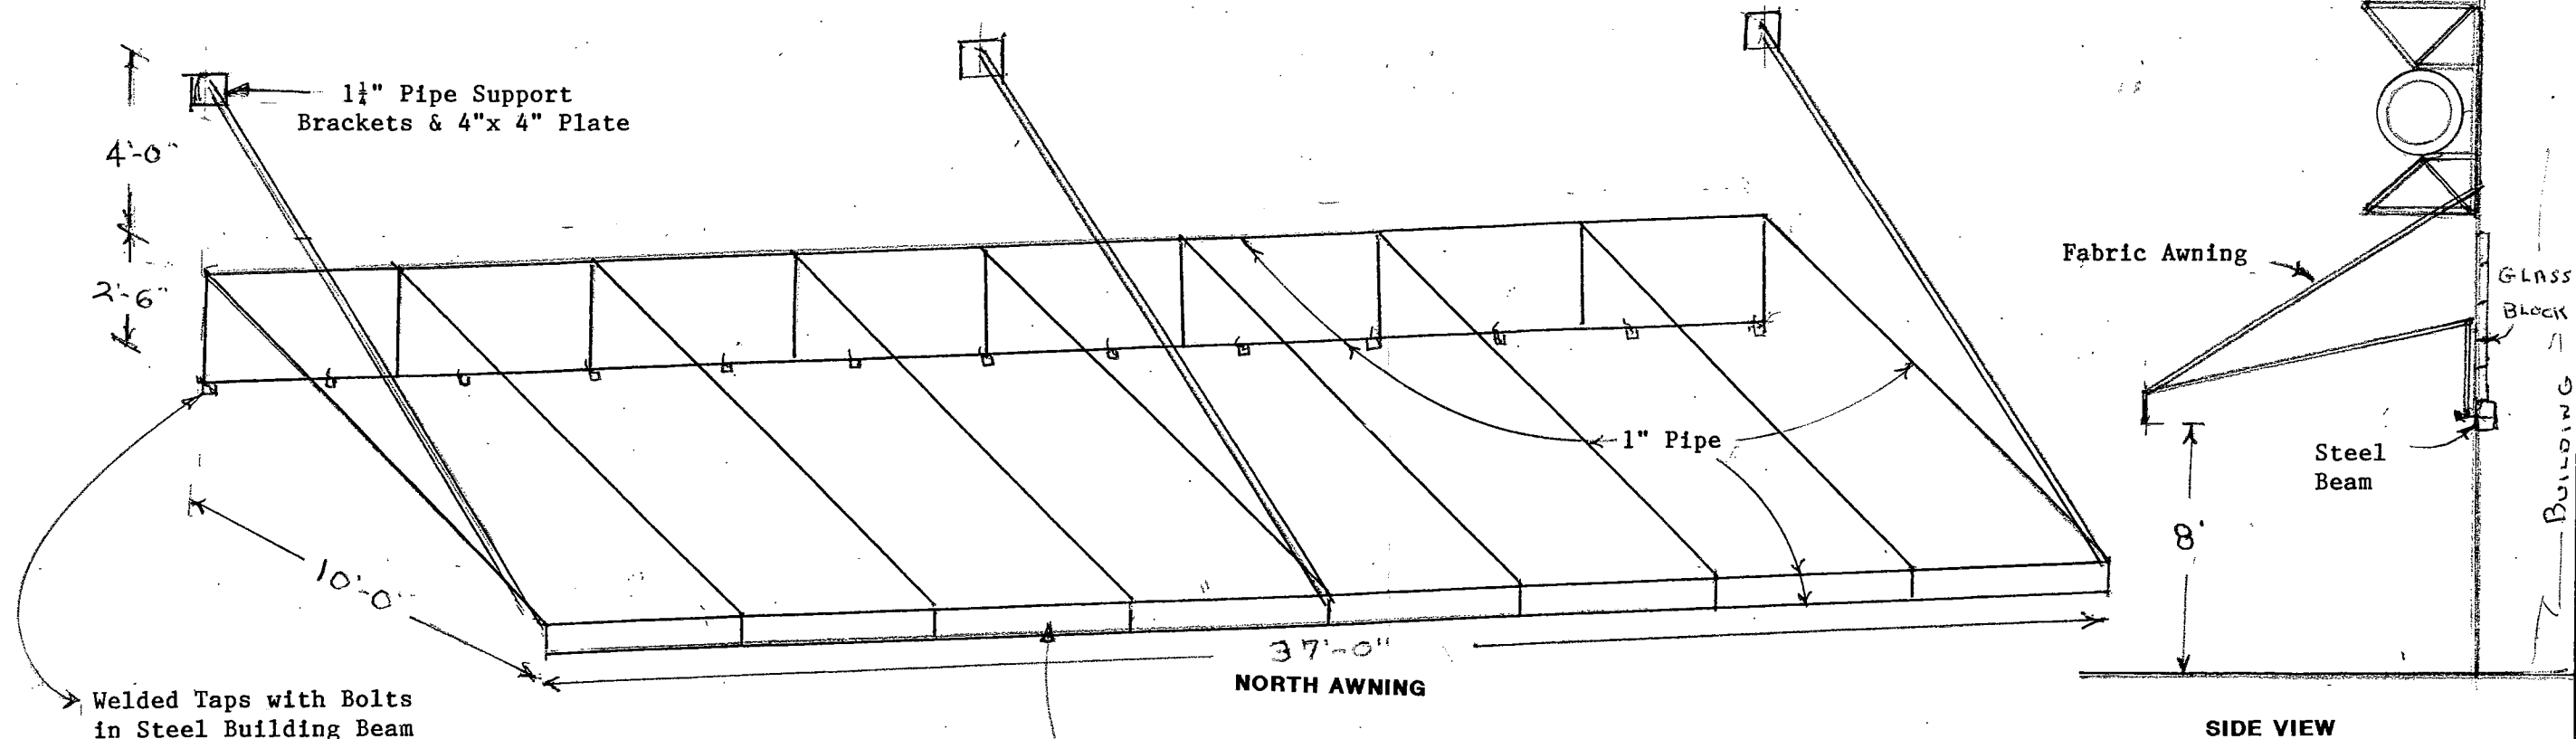 1¼" Pipe Support
Brackets & 4"x 4" Plate
4'-0"
2'-6"
Fabric Awning
GLASS
BLOCK
1" Pipe
Steel
Beam
BUILDING
8'
10'-0"
37'-0"
NORTH AWNING
Welded Taps with Bolts
in Steel Building Beam
SIDE VIEW